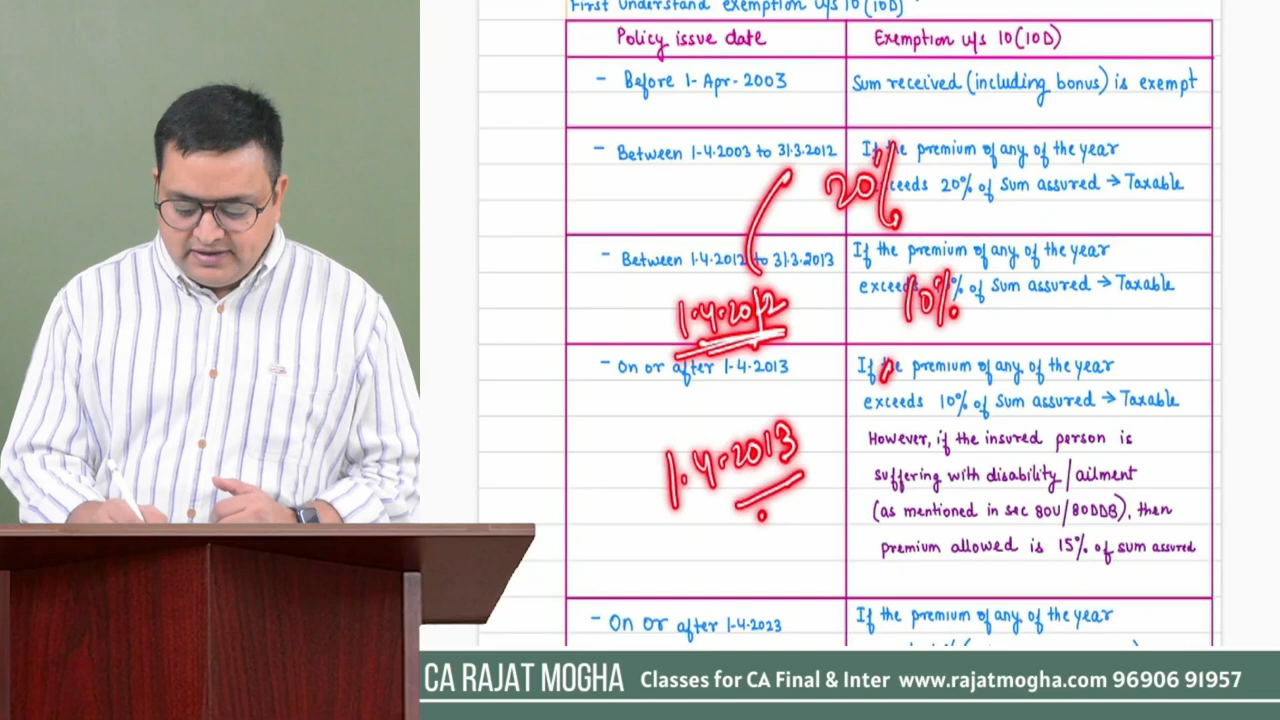 First understand exemption u/s 10(10D)
Policy issue date
Exemption u/s 10(10D)
- Before 1-Apr-2003
Sum received (including bonus) is exempt
- Between 1-4-2003 to 31.3.2012
If the premium of any of the year
exceeds 20% of Sum assured → Taxable
20%
- Between 1.4.2012 to 31.3.2013
If the premium of any of the year
exceeds % of Sum assured → Taxable
10%
1.4.2012
- On or after 1-4-2013
If the premium of any of the year
exceeds 10% of Sum assured → Taxable
However, if the insured person is
suffering with disability/ailment
(as mentioned in sec 80U/80DDB), then
premium allowed is 15% of sum assured
1.4.2013
- On or after 1-4-2023
If the premium of any of the year
CA RAJAT MOGHA Classes for CA Final & Inter www.rajatmogha.com 96906 91957